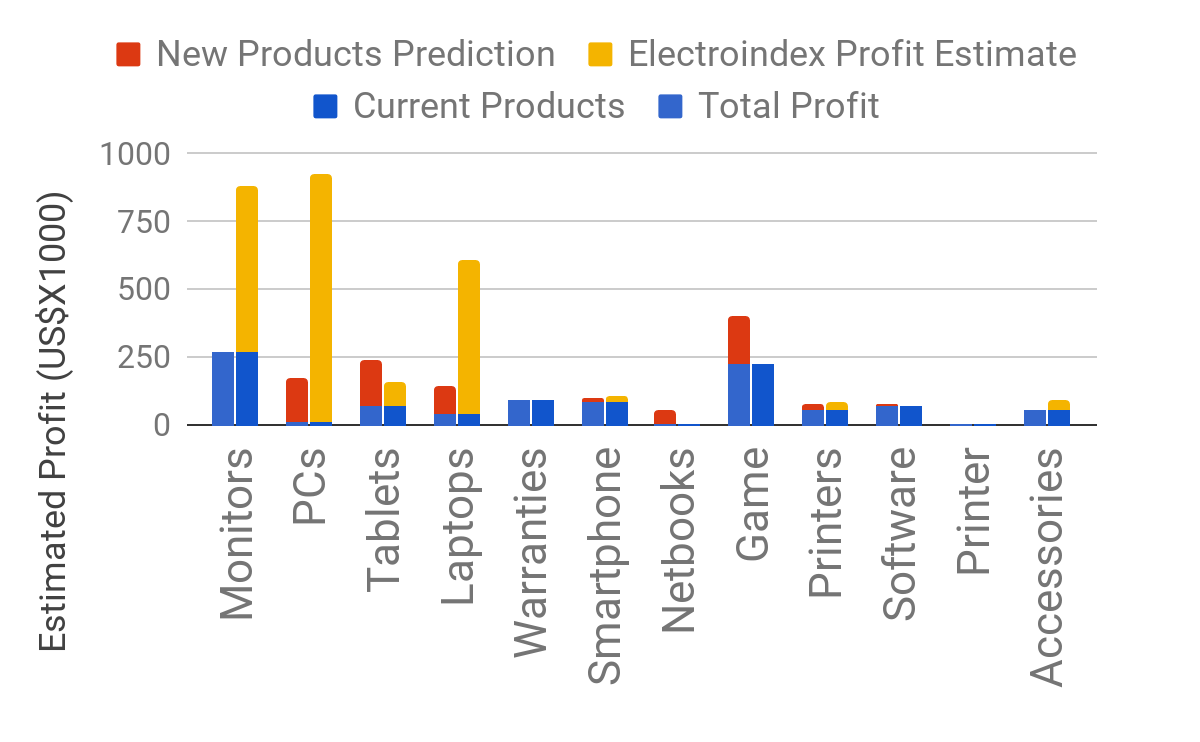 New Products Prediction Electroindex Profit Estimate
Current Products Total Profit
1000
750
500
250
0
Estimated Profit (US$X1000)
Monitors
PCs
Tablets
Laptops
Warranties
Smartphone
Netbooks
Game
Printers
Software
Printer
Accessories